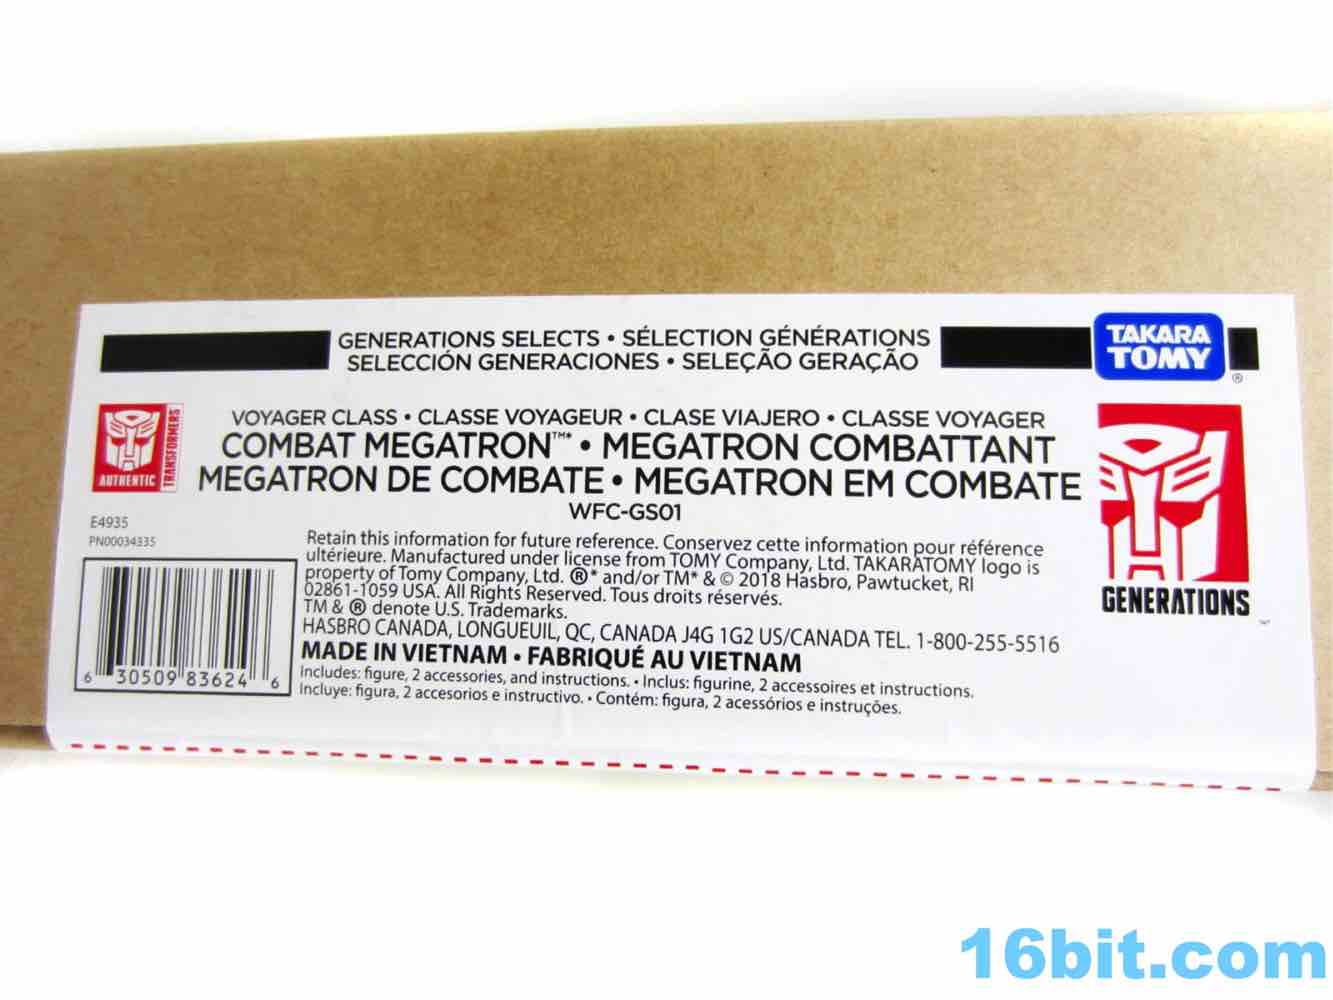 GENERATIONS SELECTS • SÉLECTION GÉNÉRATIONS
SELECCIÓN GENERACIONES • SELEÇÃO GERAÇÃO
TAKARA
TOMY
®
VOYAGER CLASS • CLASSE VOYAGEUR • CLASE VIAJERO • CLASSE VOYAGER
COMBAT MEGATRON™* • MEGATRON COMBATTANT
MEGATRON DE COMBATE • MEGATRON EM COMBATE
WFC-GS01
AUTHENTIC
TRANSFORMERS
GENERATIONS
™
E4935
PN00034335
6 30509 83624 6
Retain this information for future reference. Conservez cette information pour référence
ultérieure. Manufactured under license from TOMY Company, Ltd. TAKARATOMY logo is
property of Tomy Company, Ltd. ®* and/or TM* & © 2018 Hasbro, Pawtucket, RI
02861-1059 USA. All Rights Reserved. Tous droits réservés.
TM & ® denote U.S. Trademarks.
HASBRO CANADA, LONGUEUIL, QC, CANADA J4G 1G2 US/CANADA TEL. 1-800-255-5516
MADE IN VIETNAM • FABRIQUÉ AU VIETNAM
Includes: figure, 2 accessories, and instructions. • Inclus: figurine, 2 accessoires et instructions.
Incluye: figura, 2 accesorios e instructivo. • Contém: figura, 2 acessórios e instruções.
16bit.com